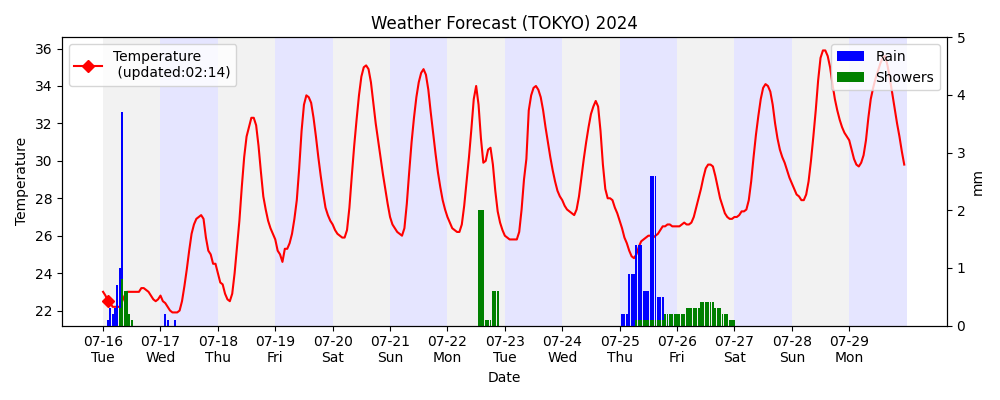 Weather Forecast (TOKYO) 2024
Temperature
(updated:02:14)
Rain
Showers
Temperature
36
34
32
30
28
26
24
22
5
4
3
2
1
0
mm
07-16 07-17 07-18 07-19 07-20 07-21 07-22 07-23 07-24 07-25 07-26 07-27 07-28 07-29
Tue Wed Thu Fri Sat Sun Mon Tue Wed Thu Fri Sat Sun Mon
Date